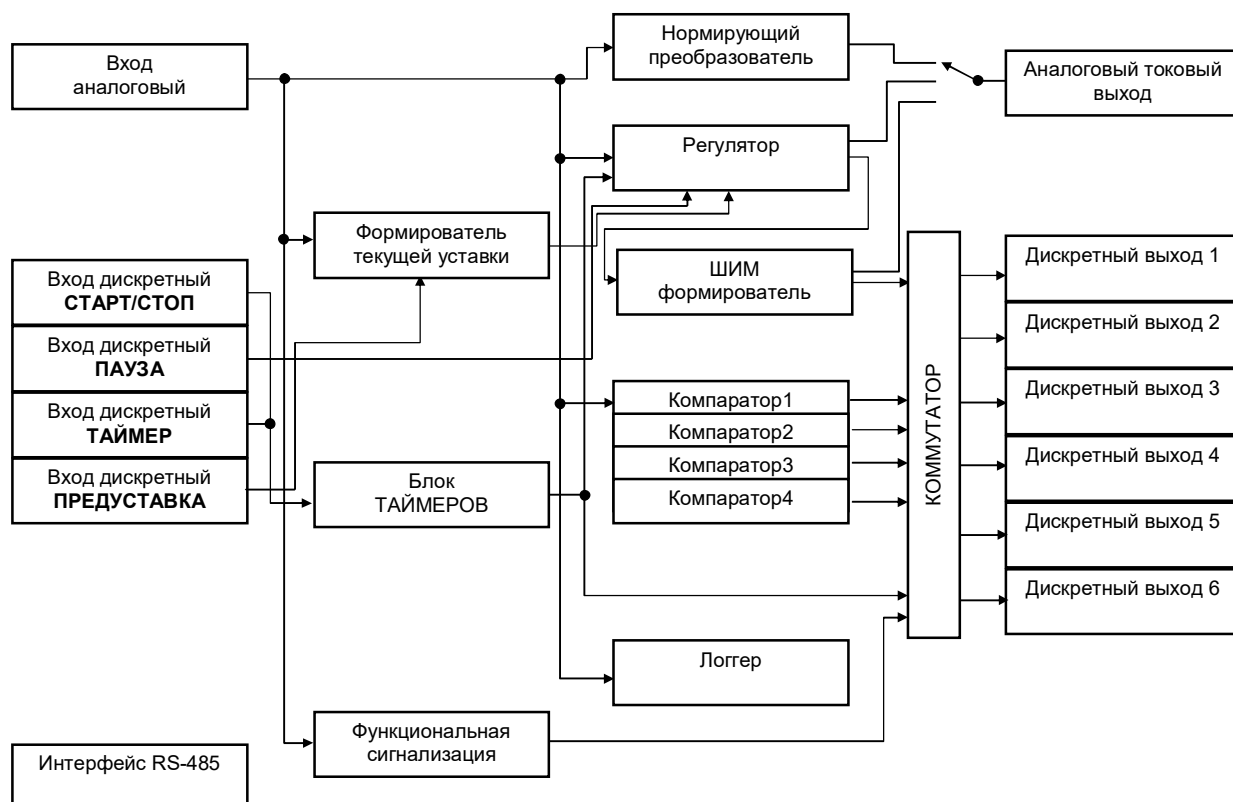 Вход
аналоговый
Нормирующий
преобразователь
Аналоговый токовый
выход
Регулятор
Формирователь
текущей уставки
ШИМ
формирователь
Вход дискретный
СТАРТ/СТОП
Вход дискретный
ПАУЗА
Вход дискретный
ТАЙМЕР
Вход дискретный
ПРЕДУСТАВКА
Блок
ТАЙМЕРОВ
Компаратор1
Компаратор2
Компаратор3
Компаратор4
КОММУТАТОР
Дискретный выход 1
Дискретный выход 2
Дискретный выход 3
Дискретный выход 4
Дискретный выход 5
Дискретный выход 6
Логгер
Функциональная
сигнализация
Интерфейс RS-485